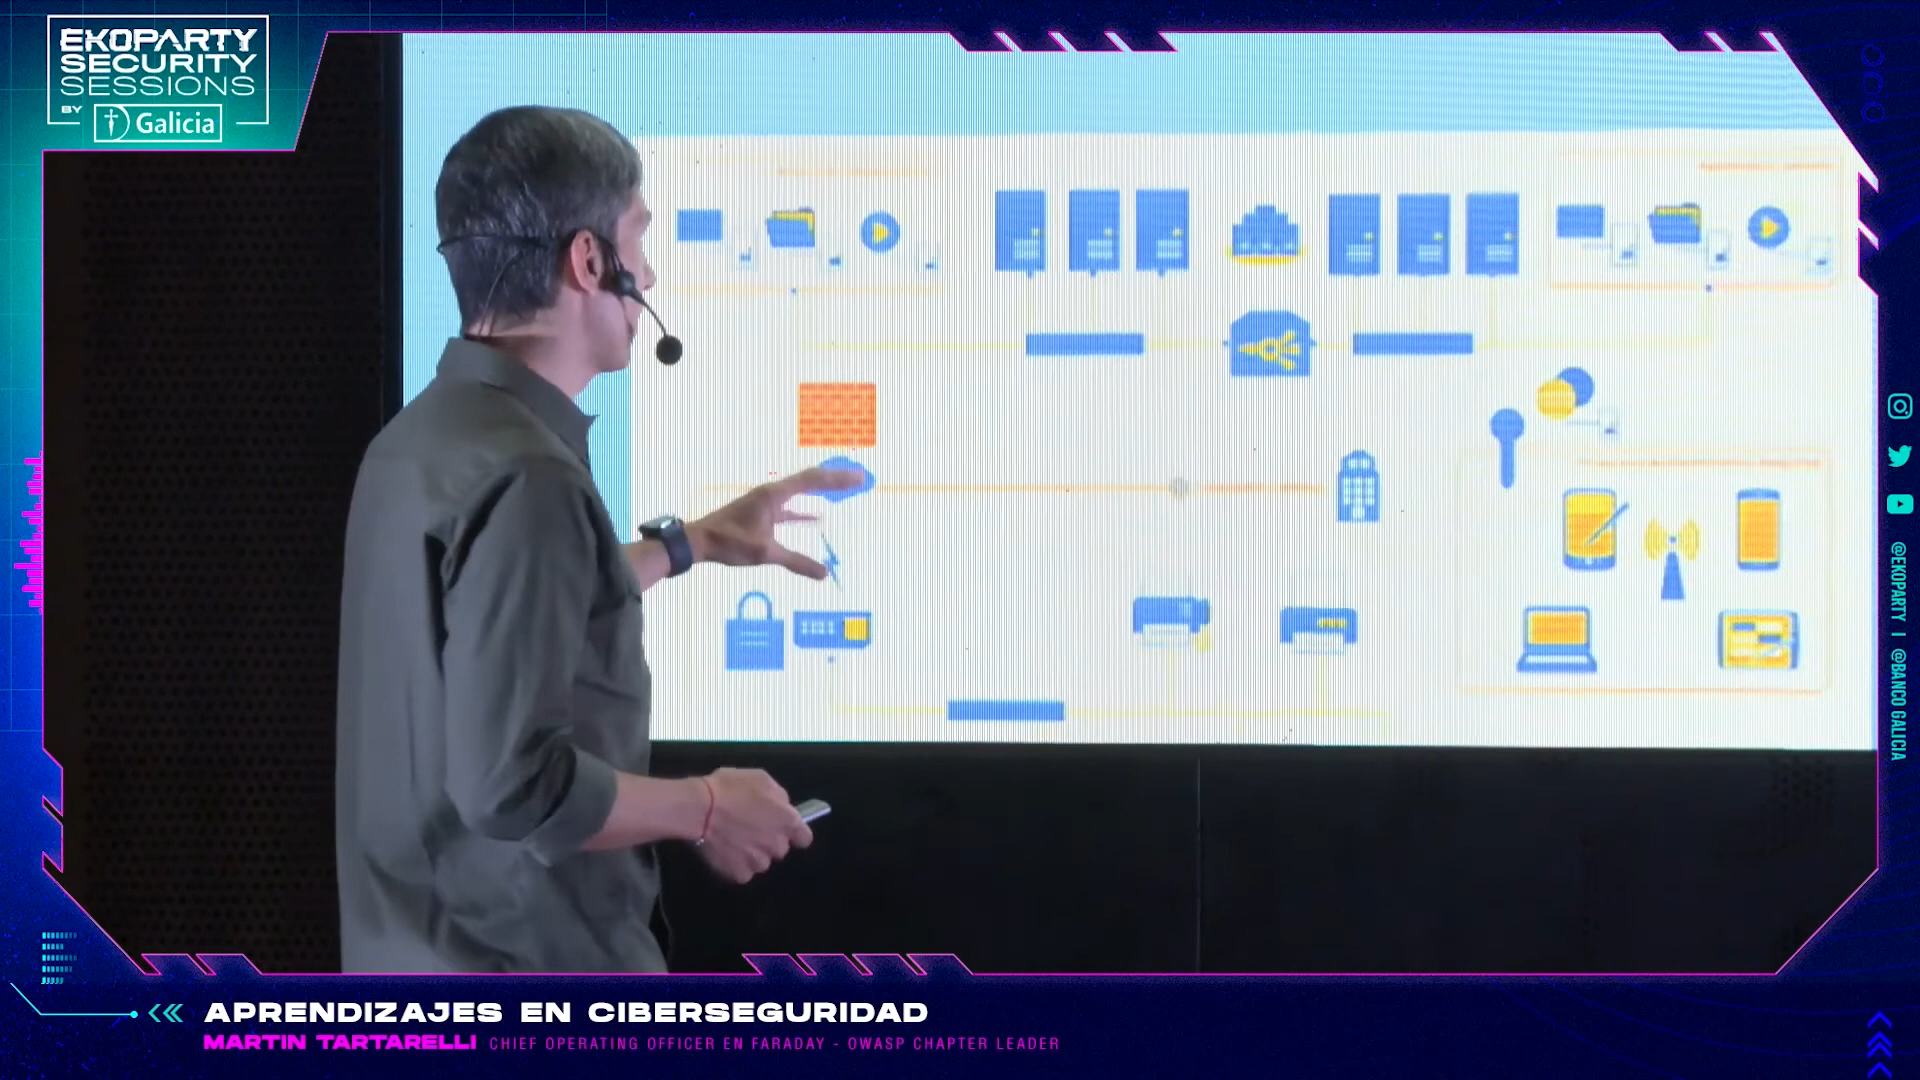 EKOPARTY
SECURITY
SESSIONS
BY Galicia
APRENDIZAJES EN CIBERSEGURIDAD
MARTIN TARTARELLI CHIEF OPERATING OFFICER EN FARADAY - OWASP CHAPTER LEADER
@EKOPARTY | @BANCO GALICIA